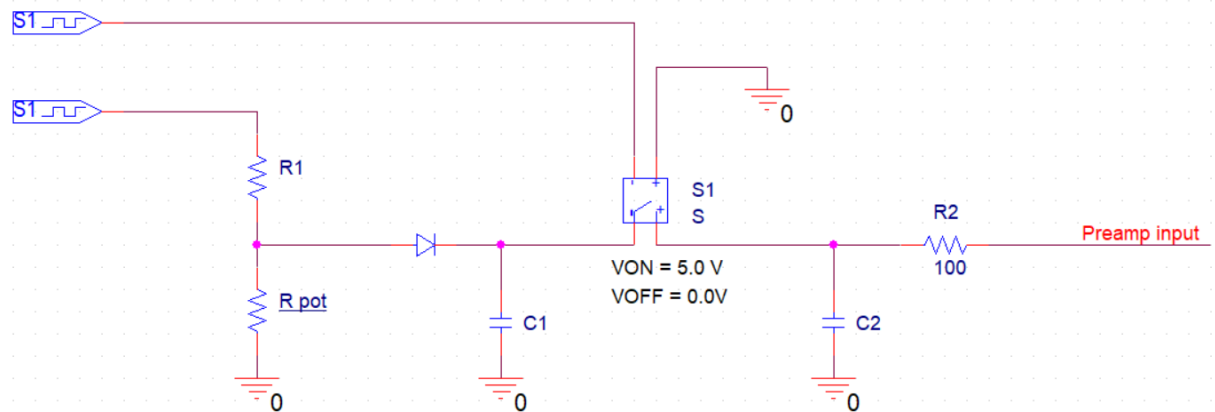 S1
0
S1
R1
S1
S
R2
Preamp input
100
VON = 5.0 V
VOFF = 0.0V
R pot
C1
C2
0
0
0